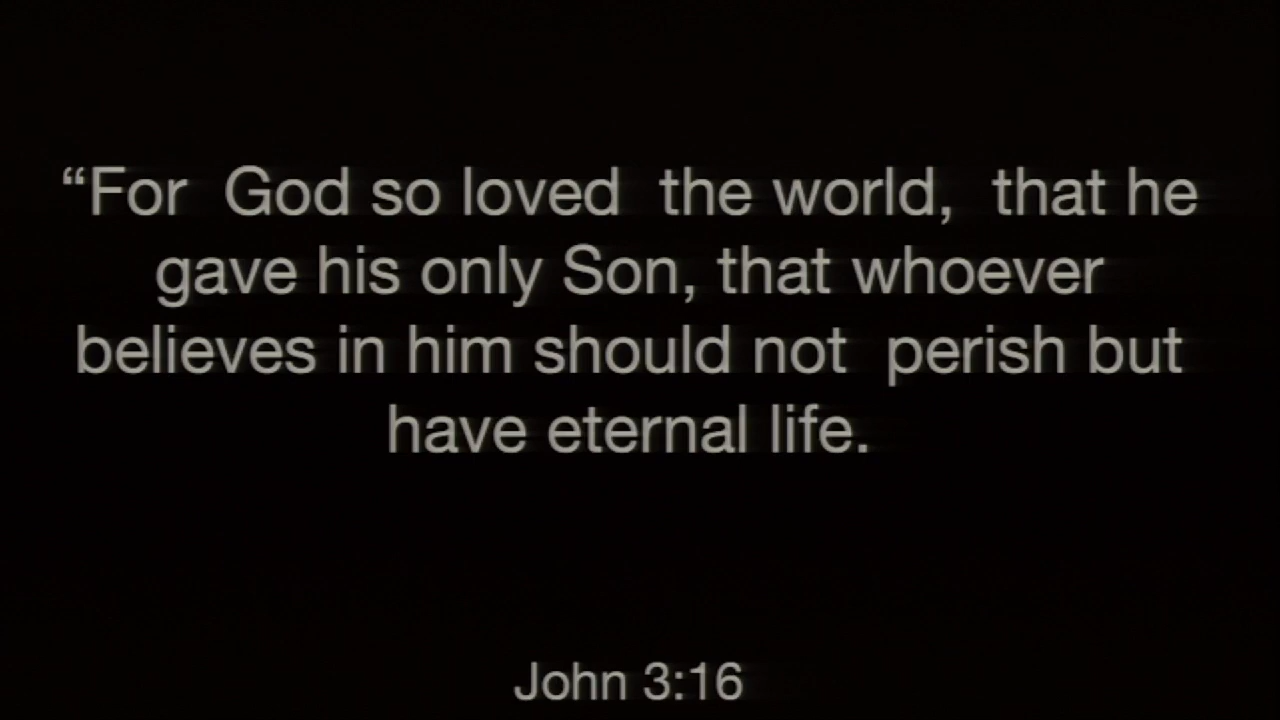 “For God so loved the world, that he
gave his only Son, that whoever
believes in him should not perish but
have eternal life.
John 3:16